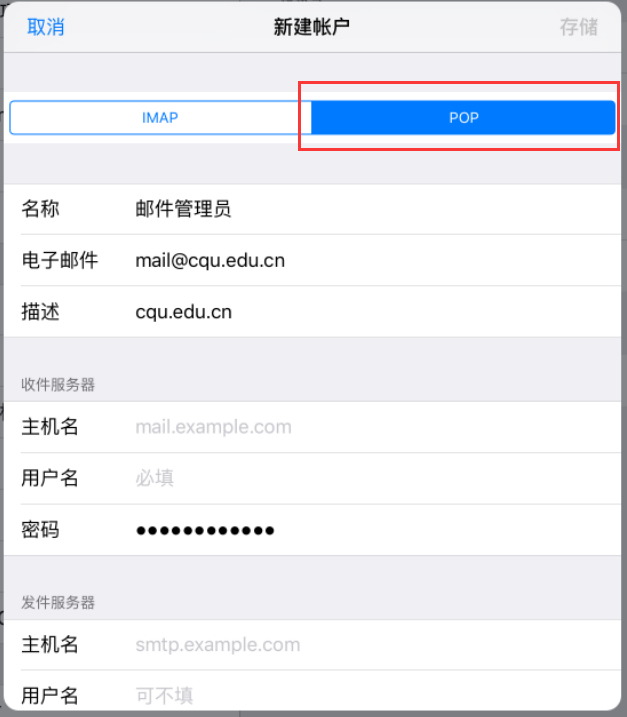 取消 新建帐户 存储
IMAP POP
名称 邮件管理员
电子邮件 mail@cqu.edu.cn
描述 cqu.edu.cn
收件服务器
主机名 mail.example.com
用户名 必填
密码 ●●●●●●●●●●●●
发件服务器
主机名 smtp.example.com
用户名 可不填